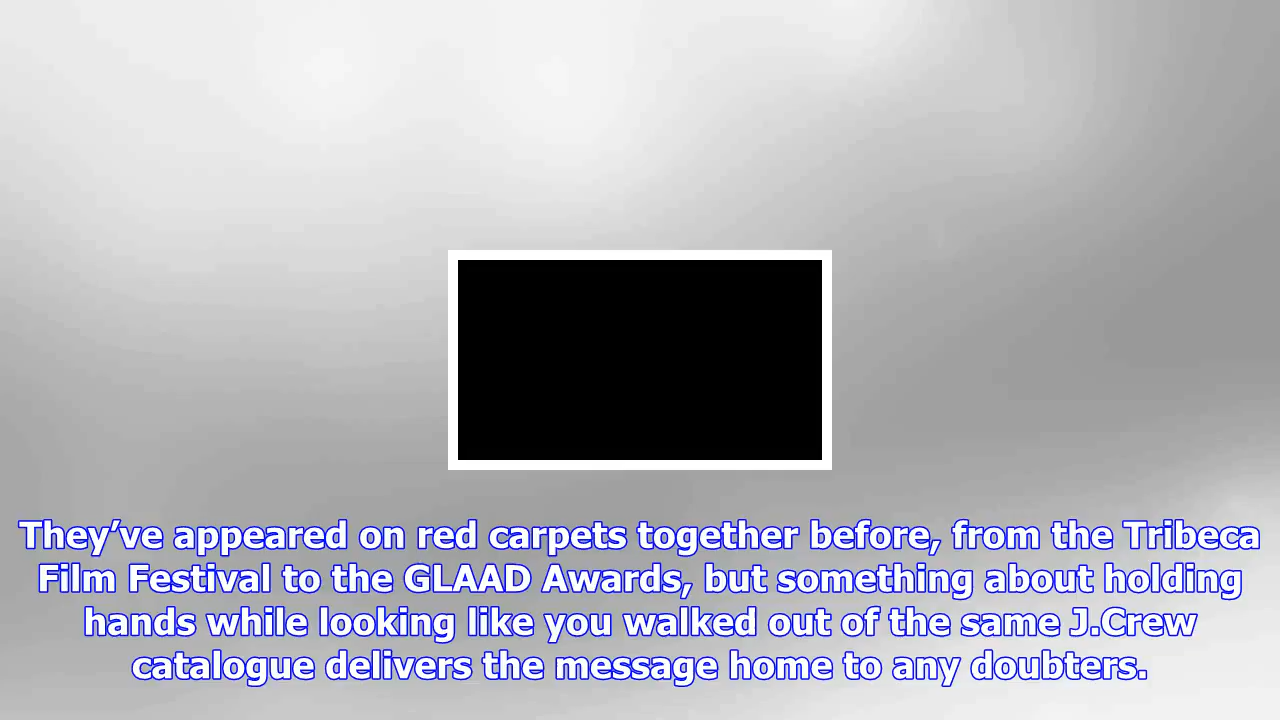 They’ve appeared on red carpets together before, from the Tribeca
Film Festival to the GLAAD Awards, but something about holding
hands while looking like you walked out of the same J.Crew
catalogue delivers the message home to any doubters.